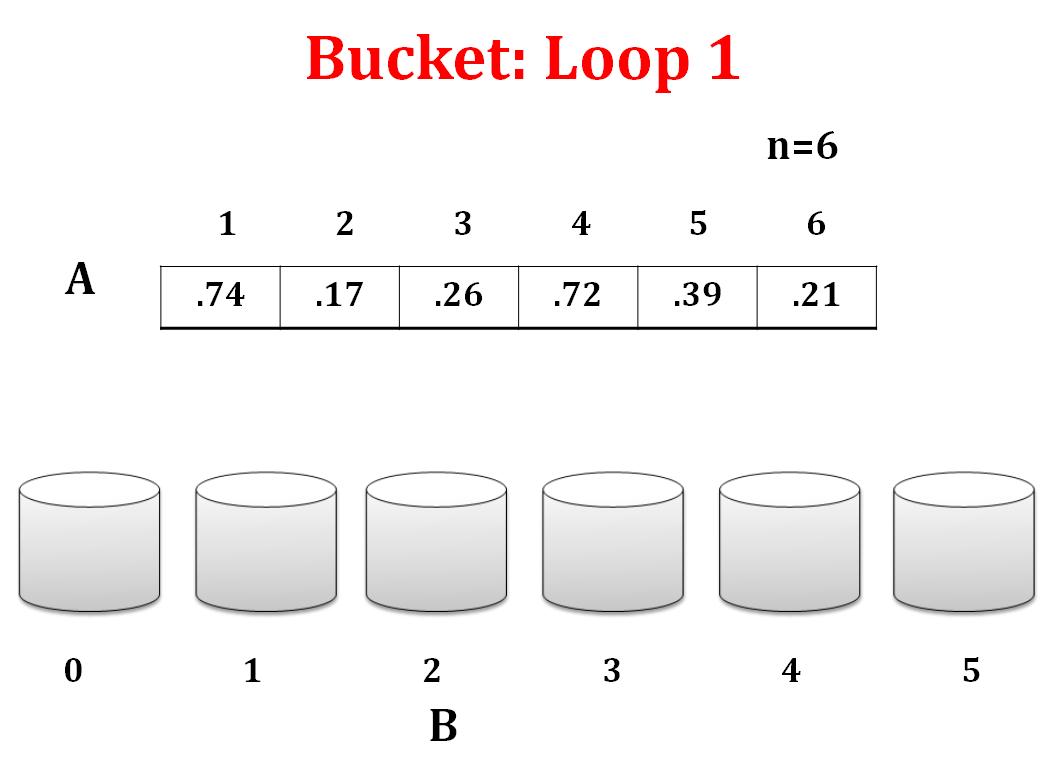 Bucket: Loop 1
n=6
1 2 3 4 5 6
A
.74 .17 .26 .72 .39 .21
0 1 2 3 4 5
B